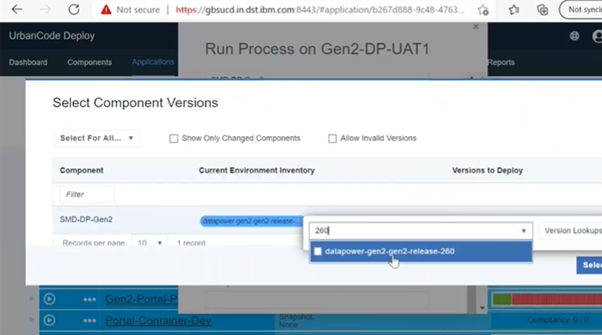 Not secure | https://gbsucd.in.dst.ibm.com:8443/#application/b267d888-9c48-4763...
Not syncing
UrbanCode Deploy
Run Process on Gen2-DP-UAT1
Dashboard Components Applications Reports
Select Component Versions
Select For All... Show Only Changed Components Allow Invalid Versions
Component Current Environment Inventory Versions to Deploy
Filter
SMD-DP-Gen2 datapower-gen2-gen2-release-... 260 Version Lookups
datapower-gen2-gen2-release-260
Records per page: 10 1 record
Selec
Gen2-Portal-P Snapshot:
Portal-Container-Dev None Compliance: 0 / 0